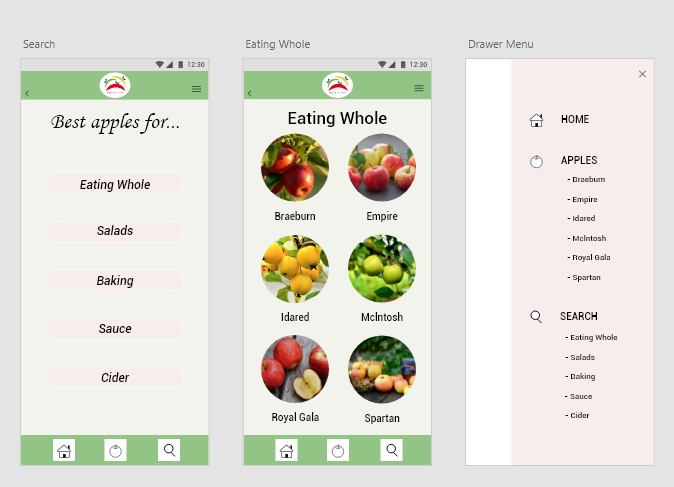 Search
12:30
Best apples for...
Eating Whole
Salads
Baking
Sauce
Cider
Eating Whole
12:30
Eating Whole
Braeburn Empire
Idared McIntosh
Royal Gala Spartan
Drawer Menu
HOME
APPLES
- Braeburn
- Empire
- Idared
- McIntosh
- Royal Gala
- Spartan
SEARCH
- Eating Whole
- Salads
- Baking
- Sauce
- Cider